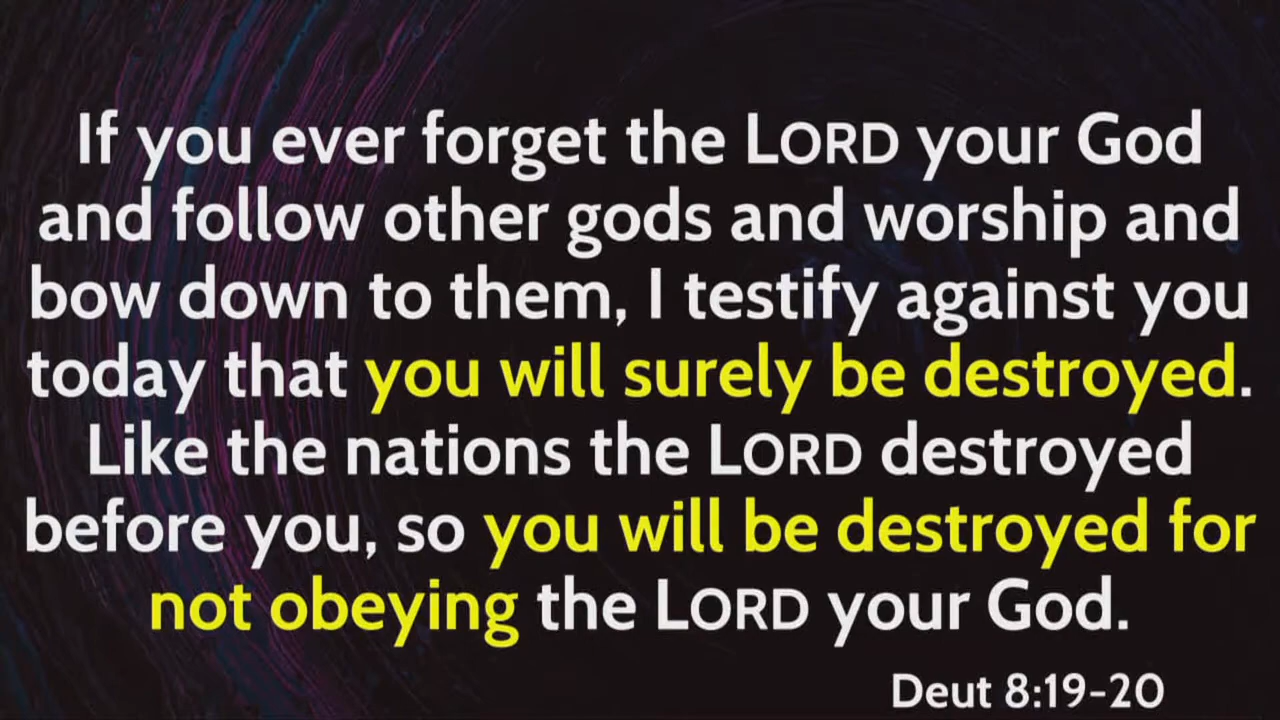 If you ever forget the LORD your God
and follow other gods and worship and
bow down to them, I testify against you
today that you will surely be destroyed.
Like the nations the LORD destroyed
before you, so you will be destroyed for
not obeying the LORD your God.
Deut 8:19-20